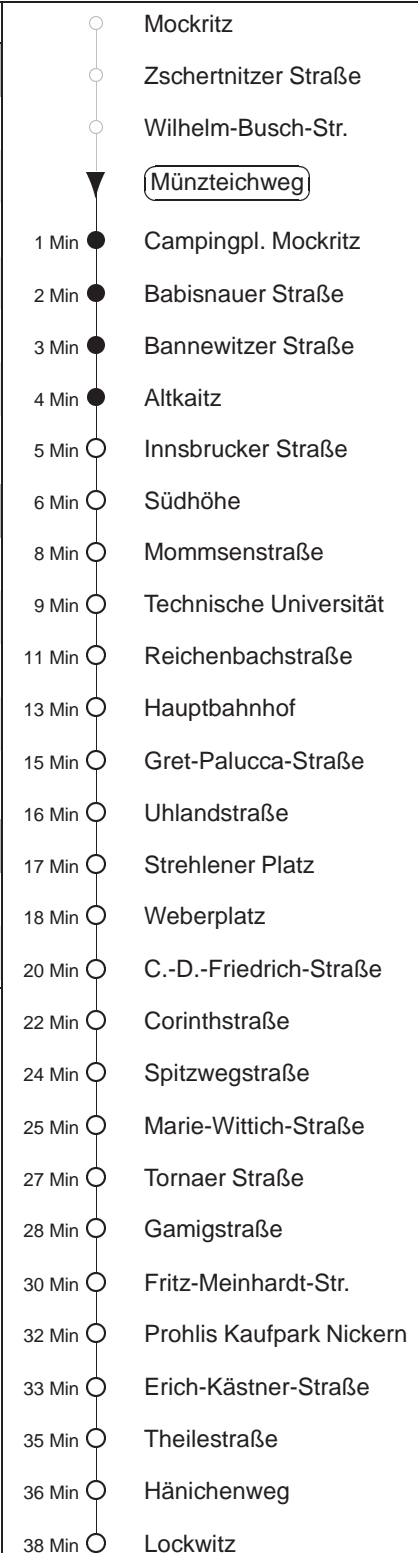 Mockritz
Zschertnitzer Straße
Wilhelm-Busch-Str.
Münzteichweg
1 Min Campingpl. Mockritz
2 Min Babisnauer Straße
3 Min Bannewitzer Straße
4 Min Altkaitz
5 Min Innsbrucker Straße
6 Min Südhöhe
8 Min Mommsenstraße
9 Min Technische Universität
11 Min Reichenbachstraße
13 Min Hauptbahnhof
15 Min Gret-Palucca-Straße
16 Min Uhlandstraße
17 Min Strehlener Platz
18 Min Weberplatz
20 Min C.-D.-Friedrich-Straße
22 Min Corinthstraße
24 Min Spitzwegstraße
25 Min Marie-Wittich-Straße
27 Min Tornaer Straße
28 Min Gamigstraße
30 Min Fritz-Meinhardt-Str.
32 Min Prohlis Kaufpark Nickern
33 Min Erich-Kästner-Straße
35 Min Theilestraße
36 Min Hänichenweg
38 Min Lockwitz